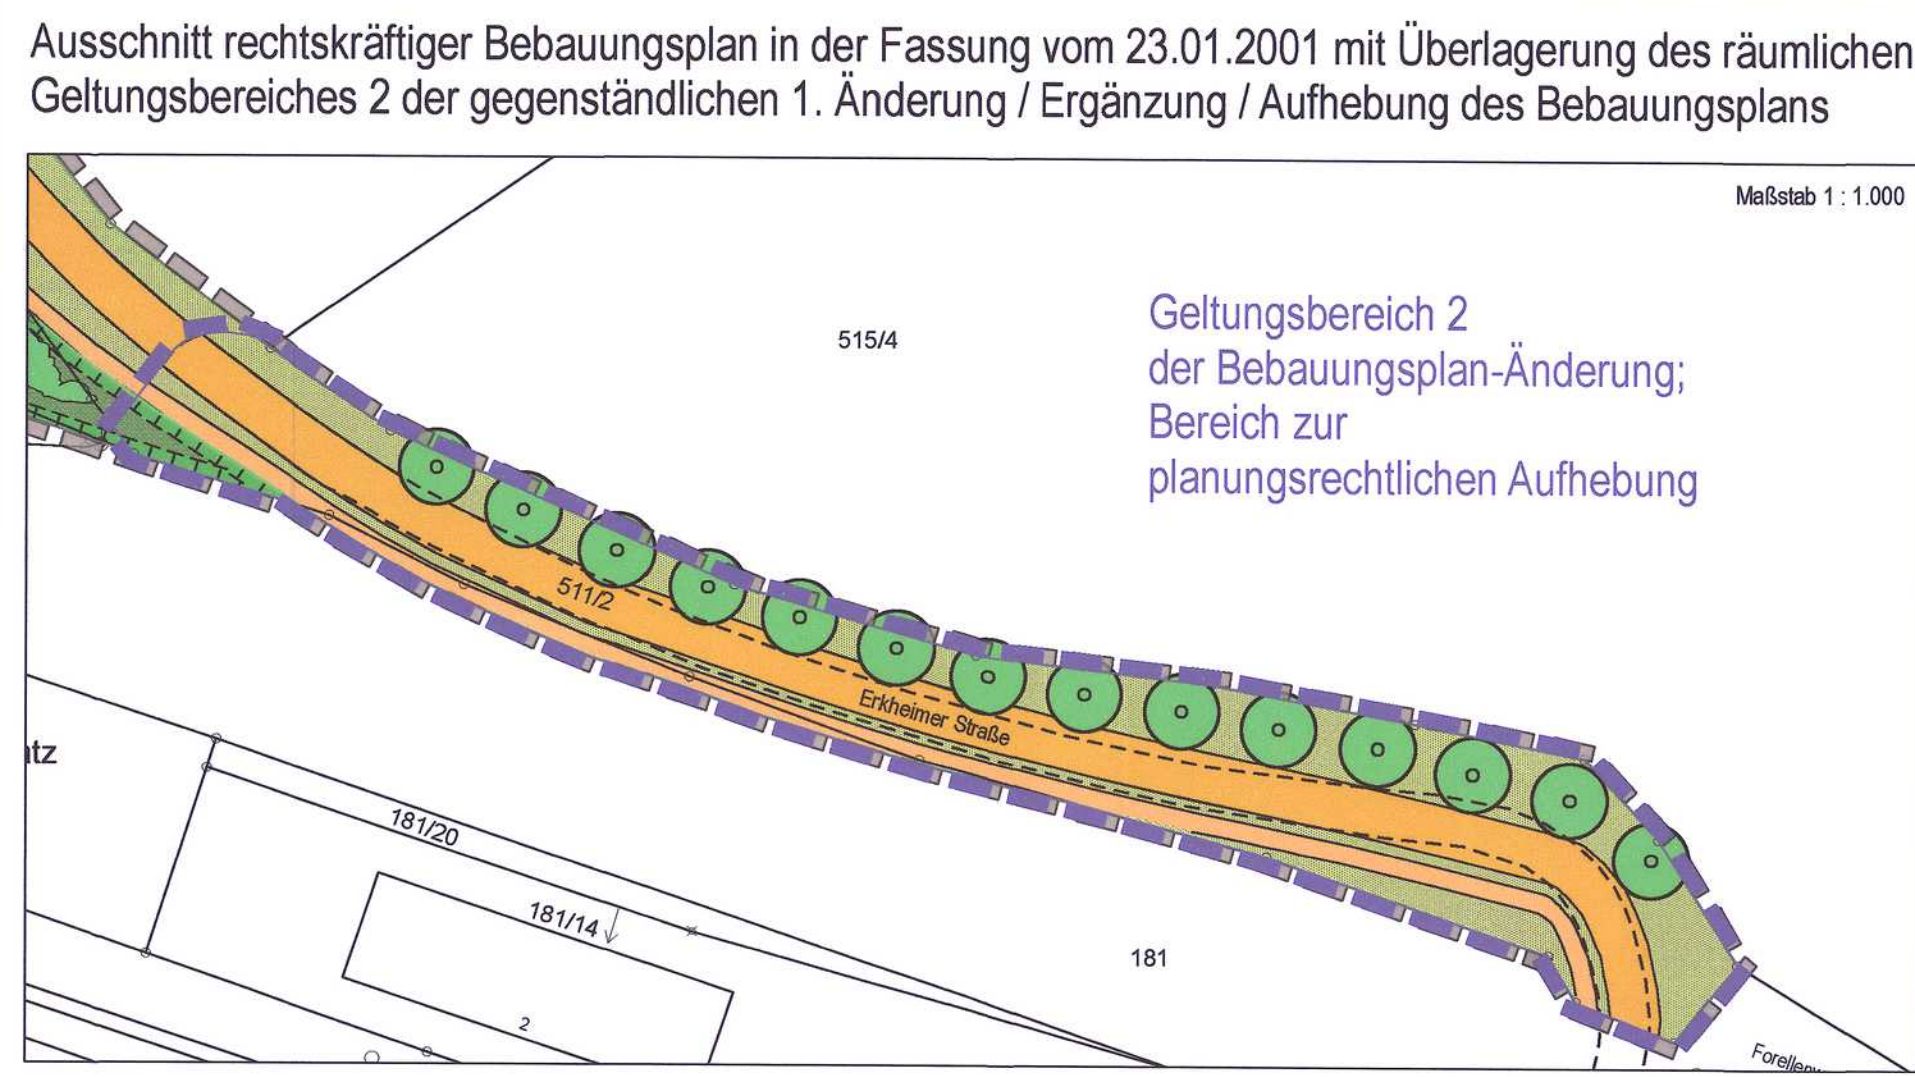 Ausschnitt rechtskräftiger Bebauungsplan in der Fassung vom 23.01.2001 mit Überlagerung des räumlichen
Geltungsbereiches 2 der gegenständlichen 1. Änderung / Ergänzung / Aufhebung des Bebauungsplans
Maßstab 1 : 1.000
Geltungsbereich 2
der Bebauungsplan-Änderung;
Bereich zur
planungsrechtlichen Aufhebung
515/4
511/2
Erkheimer Straße
tz
181/20
181/14
181
2